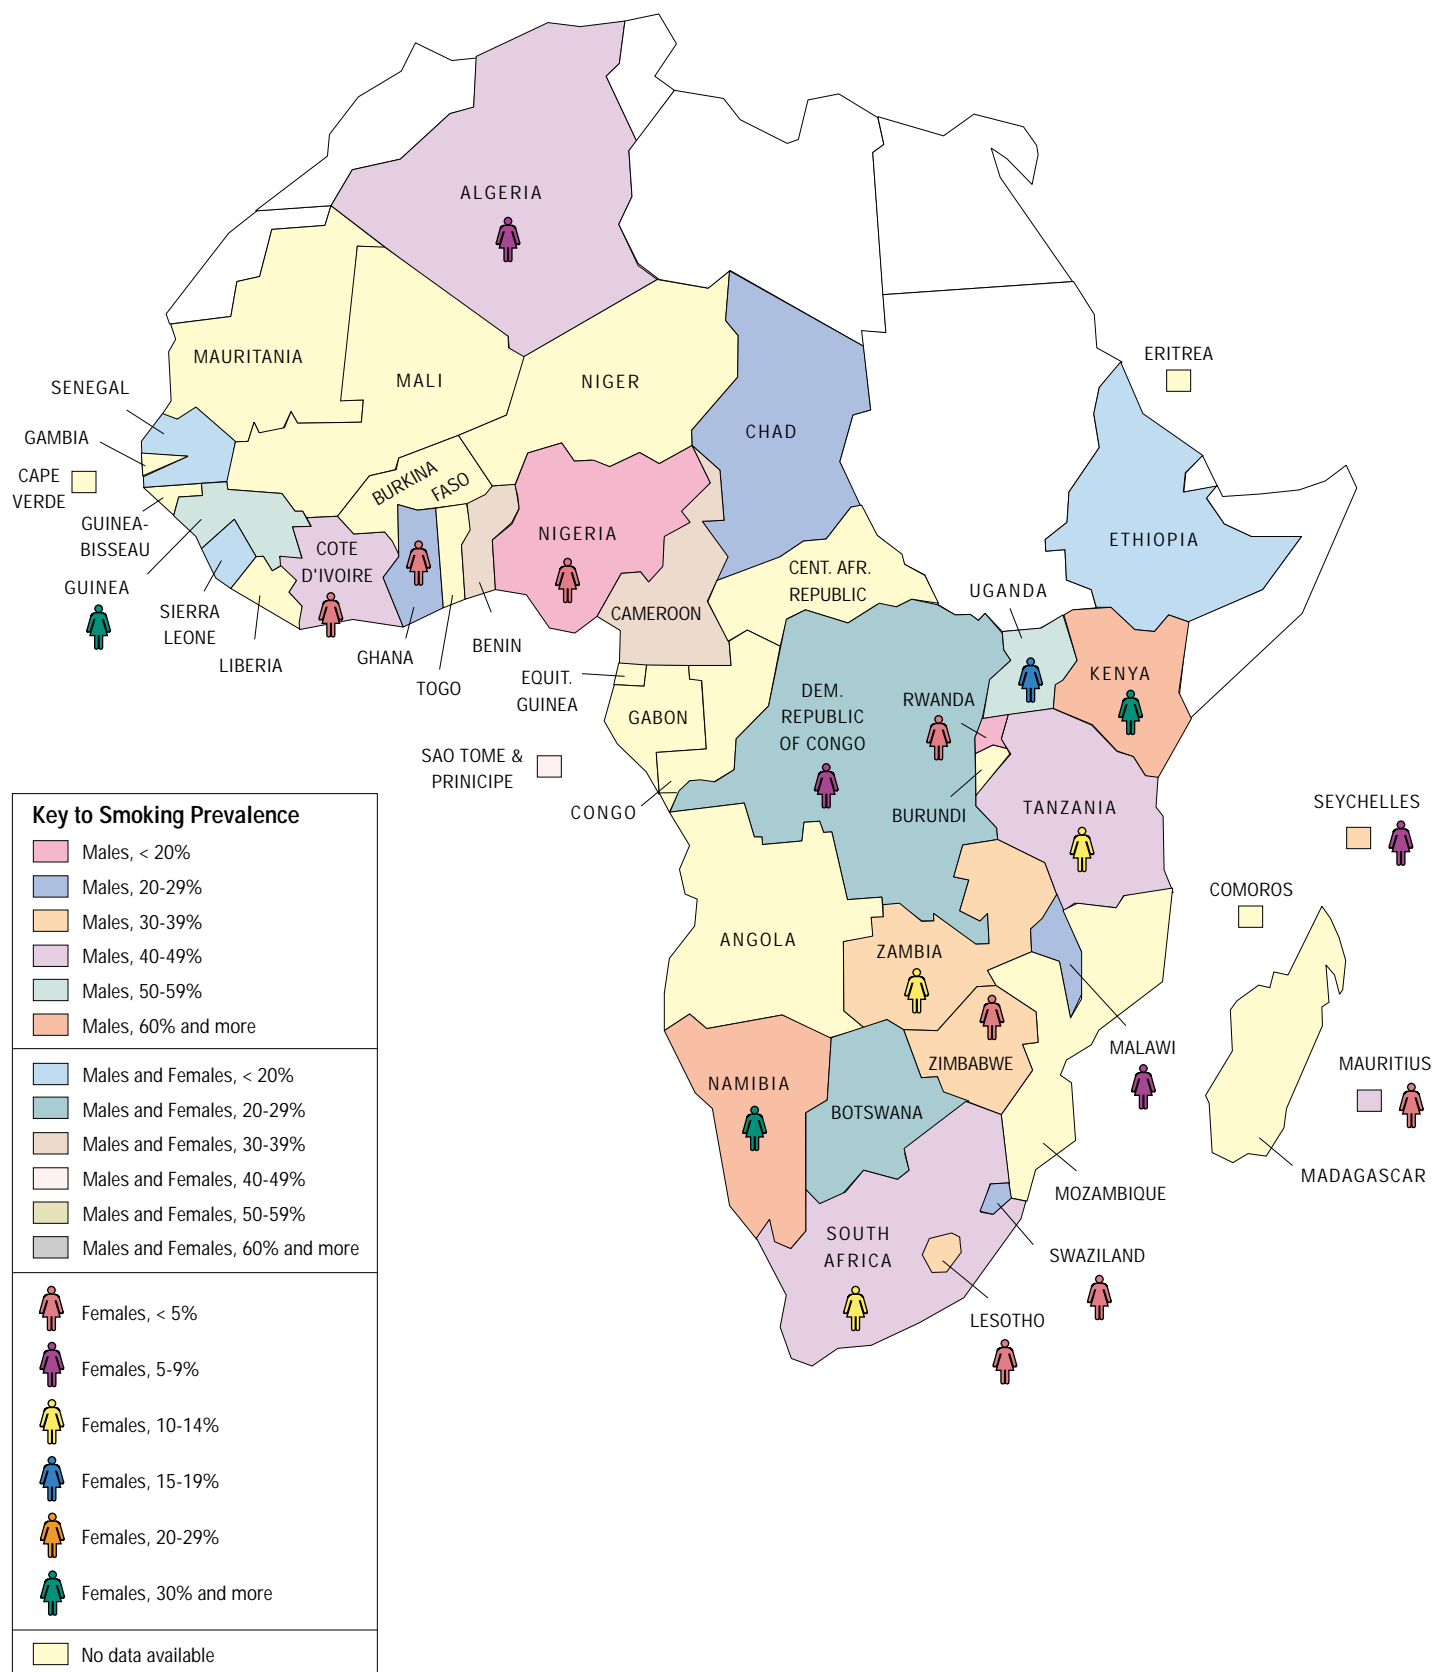 ALGERIA
MAURITANIA
MALI
NIGER
ERITREA
SENEGAL
CHAD
GAMBIA
CAPE
VERDE
BURKINA
FASO
GUINEA-
BISSAU
NIGERIA
ETHIOPIA
COTE
D'IVOIRE
CENT. AFR.
REPUBLIC
GUINEA
UGANDA
SIERRA
LEONE
CAMEROON
BENIN
GHANA
LIBERIA
TOGO
EQUIT.
GUINEA
KENYA
DEM.
REPUBLIC
OF CONGO
RWANDA
GABON
SAO TOME &
PRINICIPE
CONGO
BURUNDI
TANZANIA
SEYCHELLES
COMOROS
ANGOLA
ZAMBIA
MALAWI
ZIMBABWE
MAURITIUS
NAMIBIA
BOTSWANA
MADAGASCAR
MOZAMBIQUE
SOUTH
AFRICA
SWAZILAND
LESOTHO
Key to Smoking Prevalence
Males, < 20%
Males, 20-29%
Males, 30-39%
Males, 40-49%
Males, 50-59%
Males, 60% and more
Males and Females, < 20%
Males and Females, 20-29%
Males and Females, 30-39%
Males and Females, 40-49%
Males and Females, 50-59%
Males and Females, 60% and more
Females, < 5%
Females, 5-9%
Females, 10-14%
Females, 15-19%
Females, 20-29%
Females, 30% and more
No data available